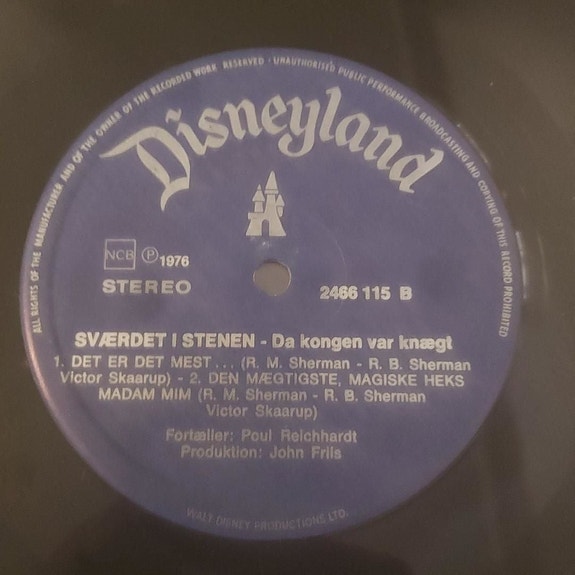 ALL RIGHTS OF THE MANUFACTURER AND OF THE OWNER OF THE RECORDED WORK RESERVED · UNAUTHORISED PUBLIC PERFORMANCE BROADCASTING AND COPYING OF THIS RECORD PROHIBITED
Disneyland
NCB ℗ 1976
STEREO
2466 115 B
SVÆRDET I STENEN - Da kongen var knægt
1. DET ER DET MEST... (R. M. Sherman - R. B. Sherman
Victor Skaarup) - 2. DEN MÆGTIGSTE, MAGISKE HEKS
MADAM MIM (R. M. Sherman - R. B. Sherman
Victor Skaarup)
Fortæller: Poul Reichhardt
Produktion: John Friis
WALT DISNEY PRODUCTIONS LTD.